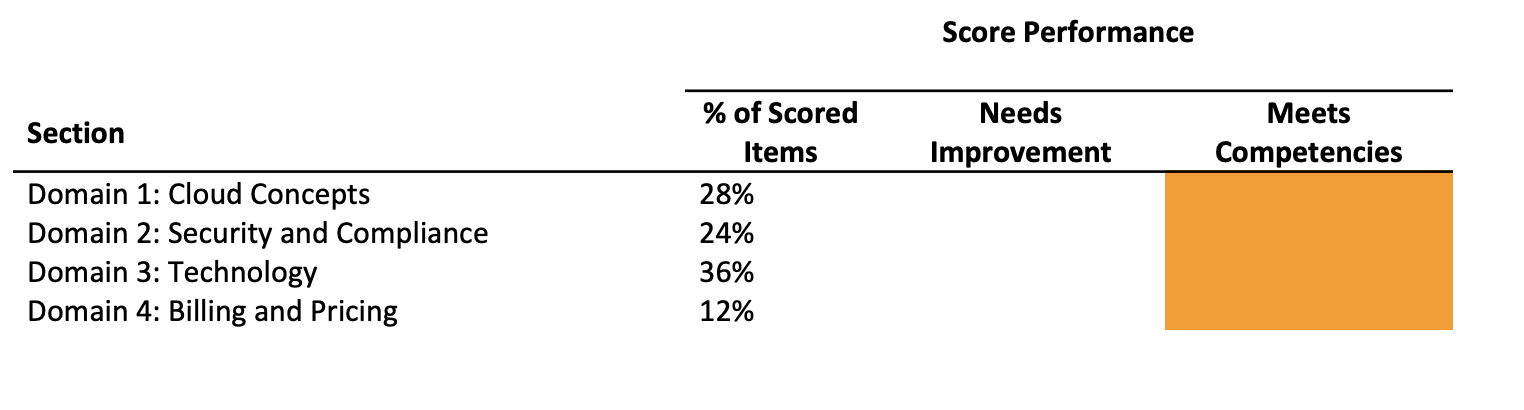 Score Performance
Section % of Scored Items Needs Improvement Meets Competencies
Domain 1: Cloud Concepts 28%
Domain 2: Security and Compliance 24%
Domain 3: Technology 36%
Domain 4: Billing and Pricing 12%